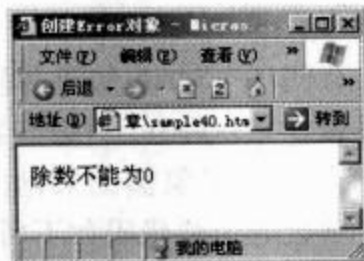 创建Error对象 - Micros...
文件(F) 编辑(E) 查看(V) »
后退 »
地址(D) 章\sample40.htm 转到
除数不能为0
我的电脑